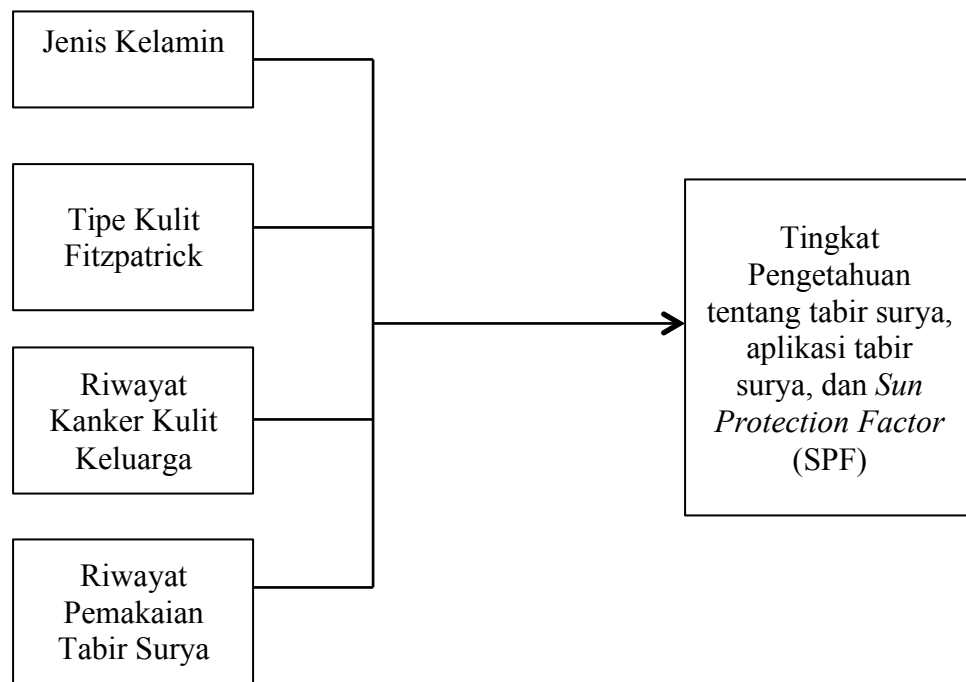 Jenis Kelamin
Tipe Kulit
Fitzpatrick
Riwayat
Kanker Kulit
Keluarga
Riwayat
Pemakaian
Tabir Surya
Tingkat
Pengetahuan
tentang tabir surya,
aplikasi tabir
surya, dan Sun
Protection Factor
(SPF)